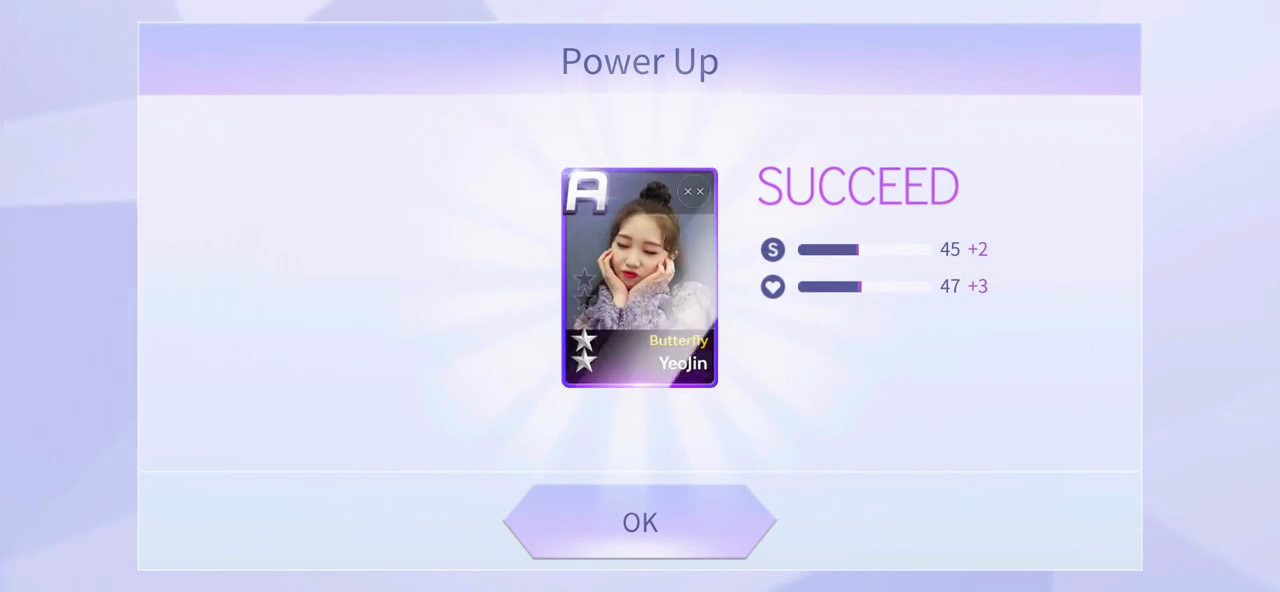 Power Up
A
Butterfly
YeoJin
SUCCEED
S 45 +2
47 +3
OK